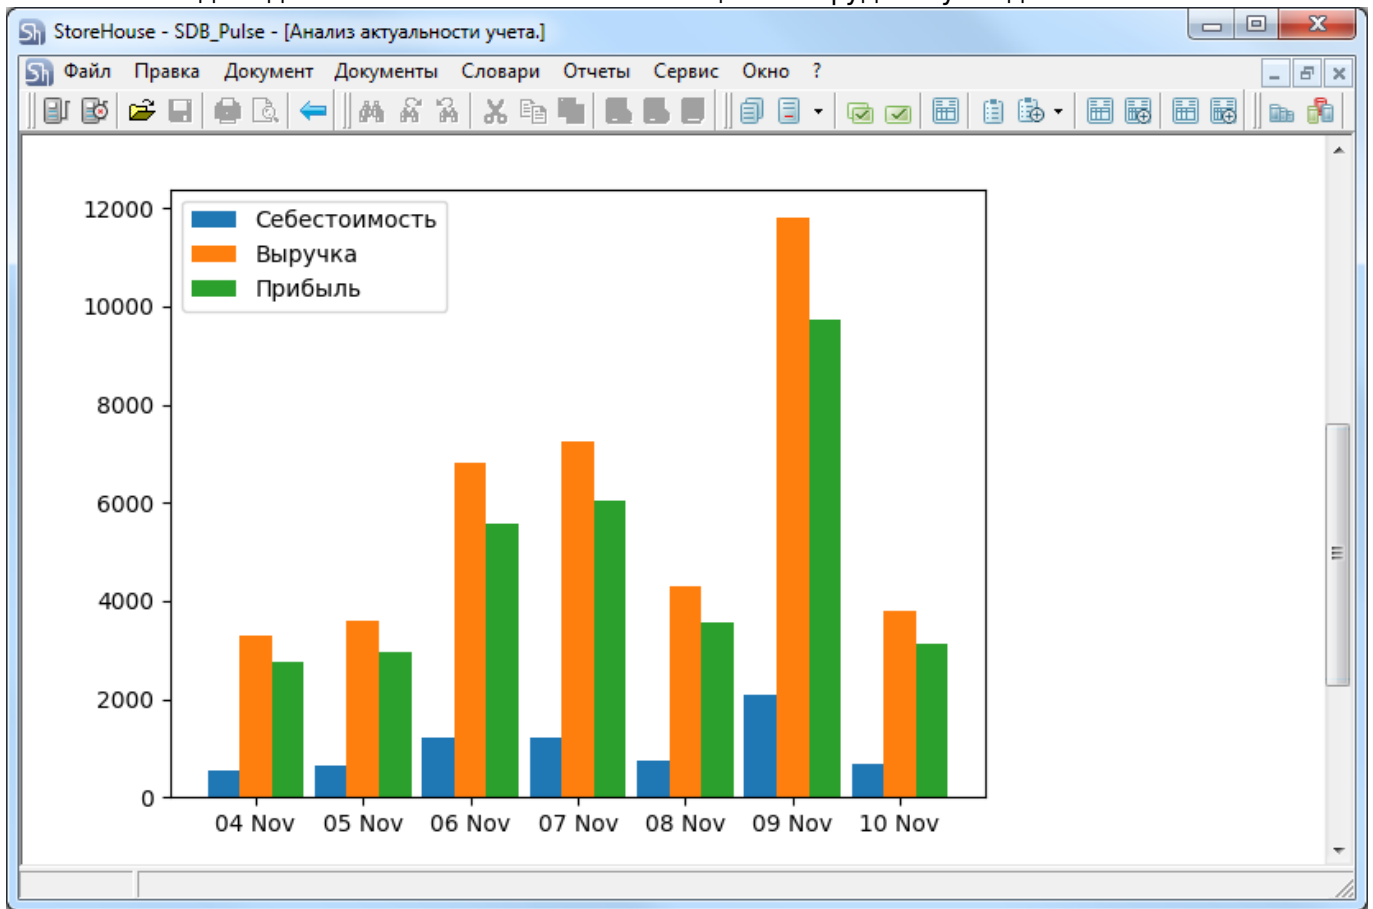 StoreHouse - SDB_Pulse - [Анализ актуальности учета.]
Файл Правка Документ Документы Словари Отчеты Сервис Окно ?
12000
10000
8000
6000
4000
2000
0
Себестоимость
Выручка
Прибыль
04 Nov 05 Nov 06 Nov 07 Nov 08 Nov 09 Nov 10 Nov